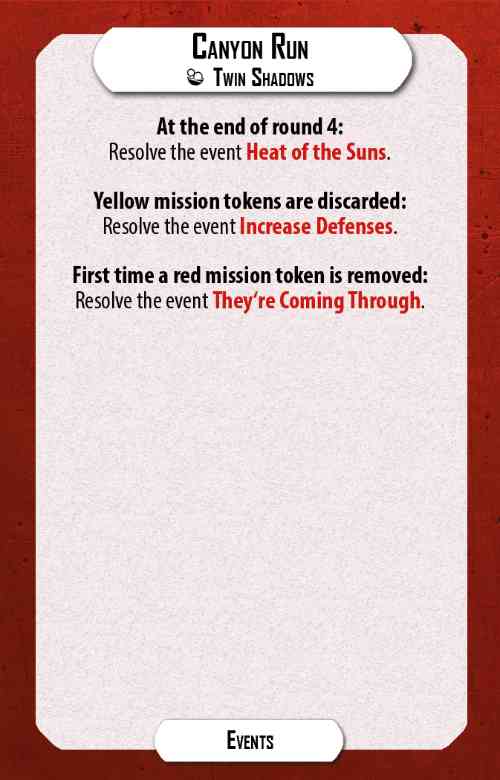 Canyon Run
Twin Shadows
At the end of round 4:
Resolve the event Heat of the Suns.
Yellow mission tokens are discarded:
Resolve the event Increase Defenses.
First time a red mission token is removed:
Resolve the event They're Coming Through.
Events